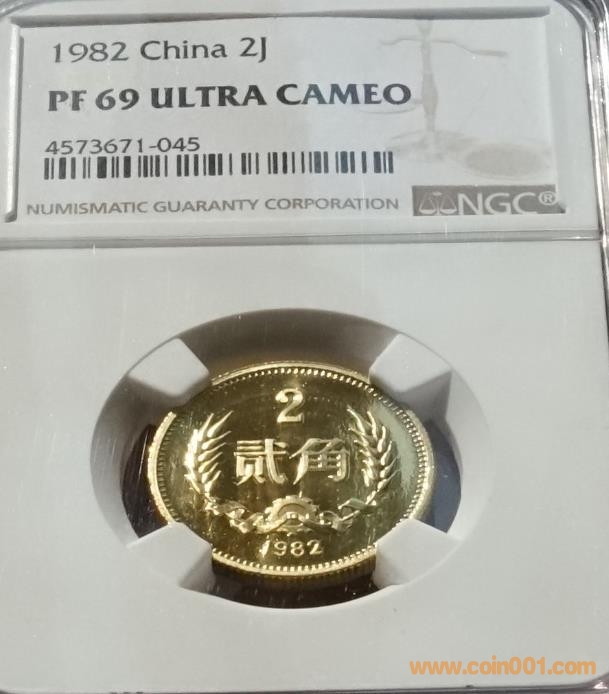 1982 China 2J
PF 69 ULTRA CAMEO
4573671-045
NUMISMATIC GUARANTY CORPORATION NGC®
2
贰角
1982
www.coin001.com